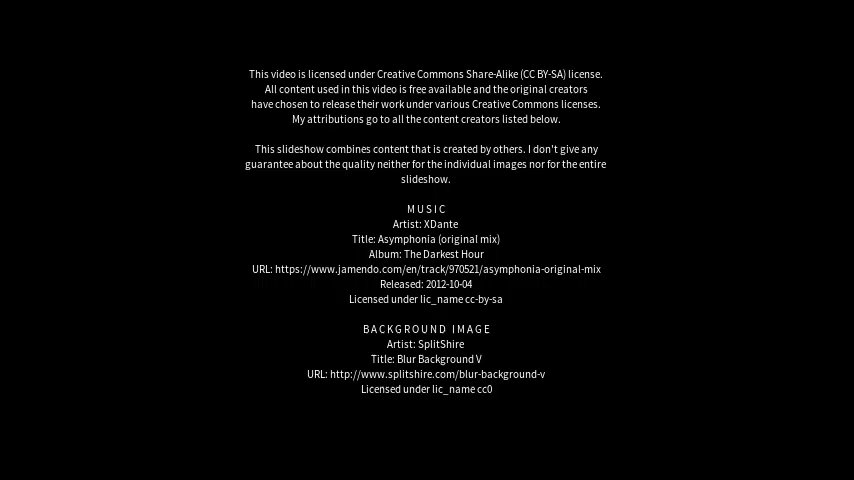 This video is licensed under Creative Commons Share-Alike (CC BY-SA) license.
All content used in this video is free available and the original creators
have chosen to release their work under various Creative Commons licenses.
My attributions go to all the content creators listed below.
This slideshow combines content that is created by others. I don't give any
guarantee about the quality neither for the individual images nor for the entire
slideshow.
MUSIC
Artist: XDante
Title: Asymphonia (original mix)
Album: The Darkest Hour
URL: https://www.jamendo.com/en/track/970521/asymphonia-original-mix
Released: 2012-10-04
Licensed under lic_name cc-by-sa
BACKGROUND IMAGE
Artist: SplitShire
Title: Blur Background V
URL: http://www.splitshire.com/blur-background-v
Licensed under lic_name cc0